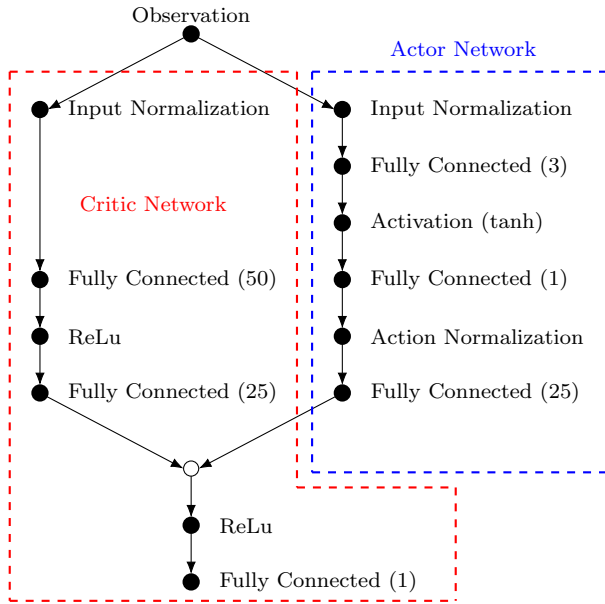 Observation
Actor Network
Input Normalization
Input Normalization
Fully Connected (3)
Critic Network
Activation (tanh)
Fully Connected (50)
Fully Connected (1)
ReLu
Action Normalization
Fully Connected (25)
Fully Connected (25)
ReLu
Fully Connected (1)